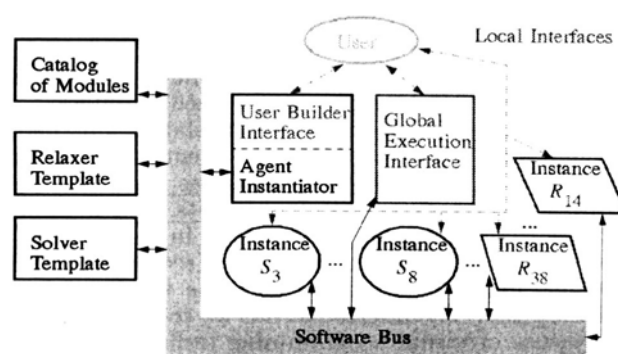 User
Local Interfaces
Catalog
of Modules
User Builder
Interface
Global
Execution
Interface
Relaxer
Template
Agent
Instantiator
Instance
R14
Solver
Template
Instance
S3
...
Instance
S8
...
Instance
R38
...
Software Bus